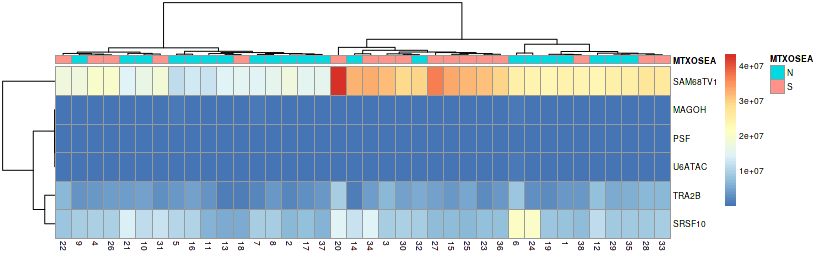 MTXOSEA
SAM68TV1
MAGOH
PSF
U6ATAC
TRA2B
SRSF10
22 9 4 26 21 10 31 5 16 11 13 18 7 8 2 17 37 20 14 34 3 30 32 27 15 25 23 36 6 24 19 1 38 12 29 35 28 33
4e+07
3e+07
2e+07
1e+07
MTXOSEA
N
S